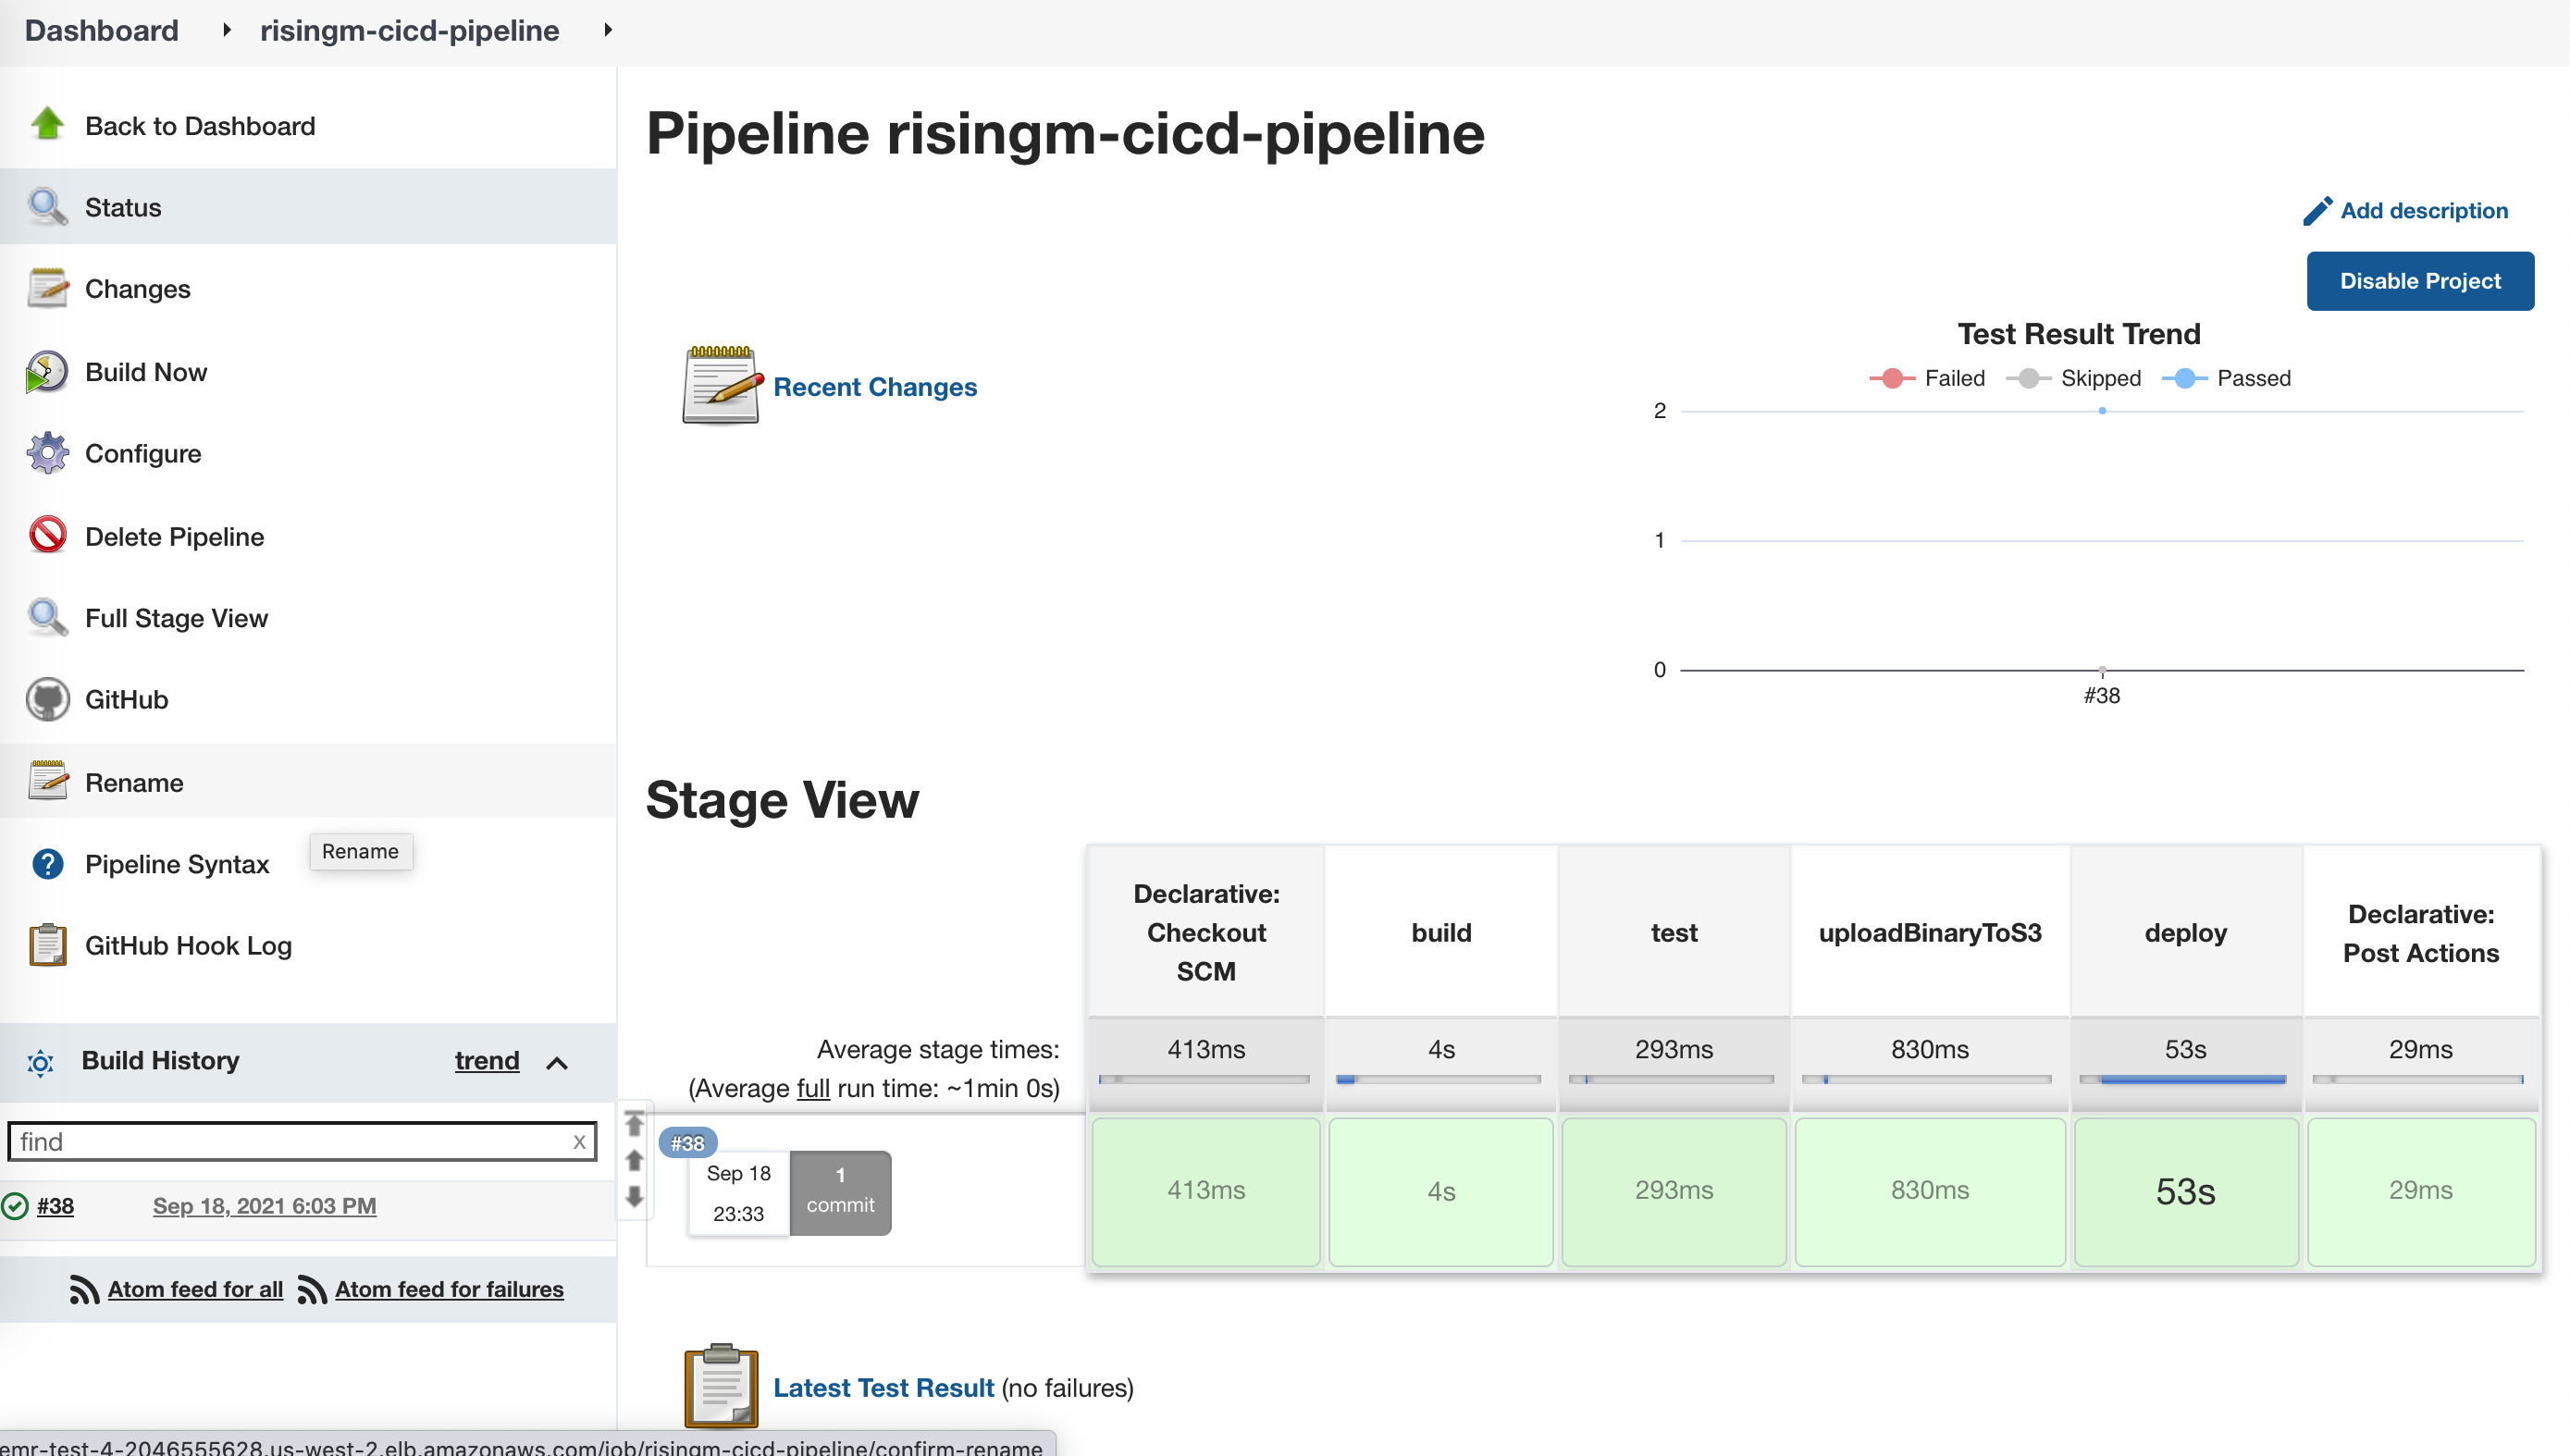 Dashboard
risingm-cicd-pipeline
Back to Dashboard
Status
Changes
Build Now
Configure
Delete Pipeline
Full Stage View
GitHub
Rename
Pipeline Syntax
Rename
GitHub Hook Log
Build History
trend
find
x
#38
Sep 18, 2021 6:03 PM
Atom feed for all
Atom feed for failures
Pipeline risingm-cicd-pipeline
Add description
Disable Project
Recent Changes
Test Result Trend
Failed
Skipped
Passed
2
1
0
#38
Stage View
Declarative:
Checkout
SCM
build
test
uploadBinaryToS3
deploy
Declarative:
Post Actions
Average stage times:
(Average full run time: ~1min 0s)
413ms
4s
293ms
830ms
53s
29ms
#38
Sep 18
23:33
1
commit
413ms
4s
293ms
830ms
53s
29ms
Latest Test Result (no failures)
emr-test-4-2046555628.us-west-2.elb.amazonaws.com/job/risingm-cicd-pipeline/confirm-rename